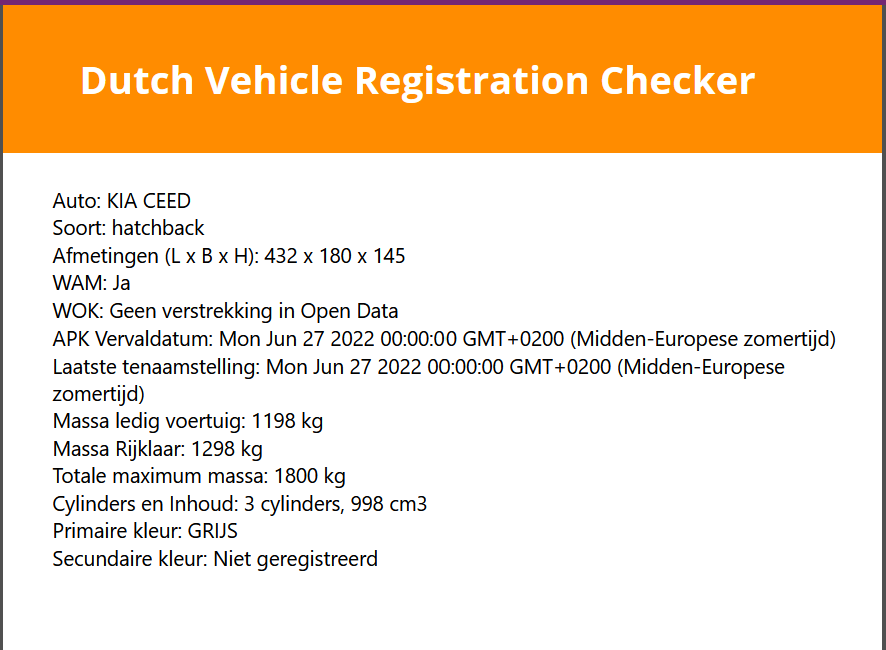 Dutch Vehicle Registration Checker
Auto: KIA CEED
Soort: hatchback
Afmetingen (L x B x H): 432 x 180 x 145
WAM: Ja
WOK: Geen verstrekking in Open Data
APK Vervaldatum: Mon Jun 27 2022 00:00:00 GMT+0200 (Midden-Europese zomertijd)
Laatste tenaamstelling: Mon Jun 27 2022 00:00:00 GMT+0200 (Midden-Europese
zomertijd)
Massa ledig voertuig: 1198 kg
Massa Rijklaar: 1298 kg
Totale maximum massa: 1800 kg
Cylinders en Inhoud: 3 cylinders, 998 cm3
Primaire kleur: GRIJS
Secundaire kleur: Niet geregistreerd